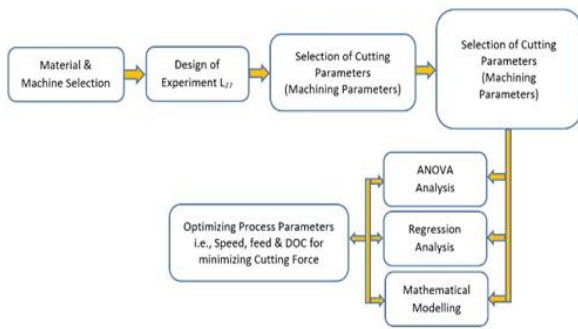 Material &
Machine Selection
Design of
Experiment L27
Selection of Cutting
Parameters
(Machining Parameters)
Selection of Cutting
Parameters
(Machining
Parameters)
ANOVA
Analysis
Optimizing Process Parameters
i.e., Speed, feed & DOC for
minimizing Cutting Force
Regression
Analysis
Mathematical
Modelling